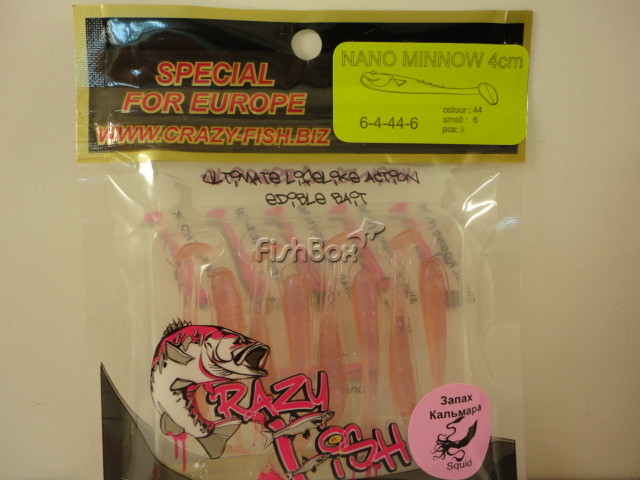 SPECIAL
FOR EUROPE
WWW.CRAZY-FISH.BIZ
NANO MINNOW 4cm
6-4-44-6
colour : 44
smell : 6
pcs:
ULTIMATE LIFELIKE ACTION
EDIBLE BAIT
FishBox
CRAZY
FISH
Запах
Кальмара
Squid